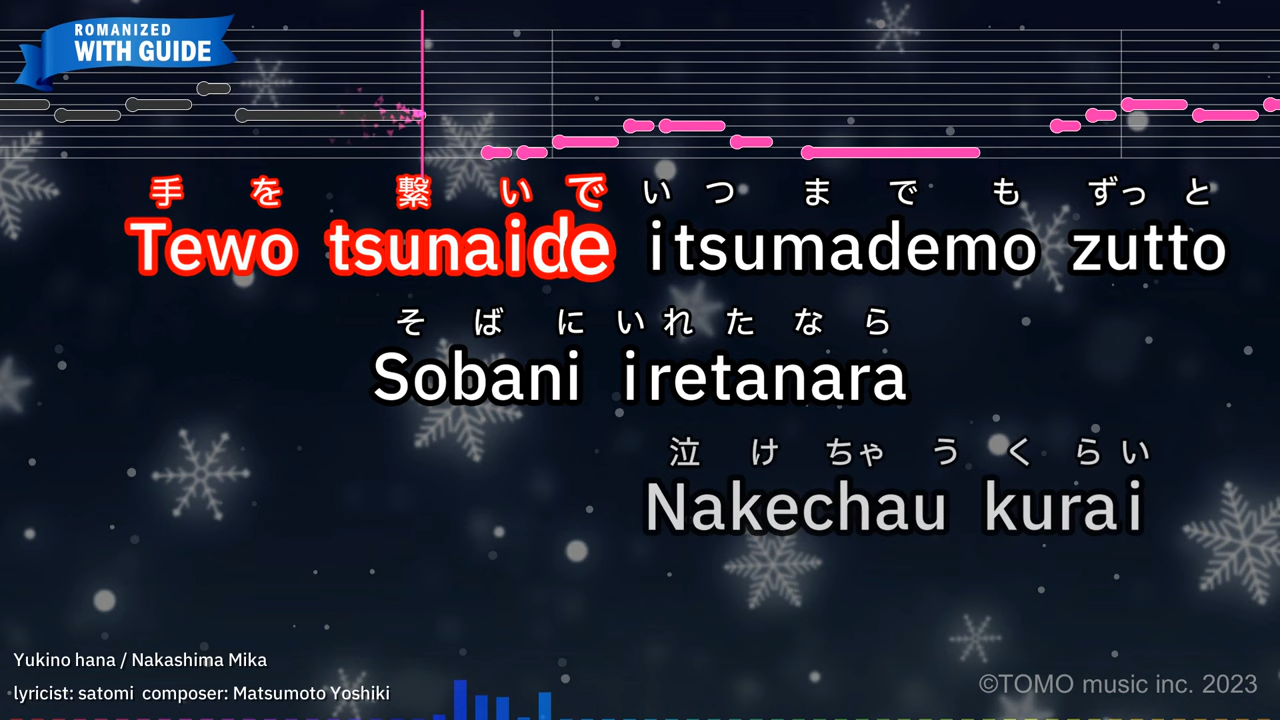 ROMANIZED
WITH GUIDE
手を繋いで いつまでも ずっと
Tewo tsunaide itsumademo zutto
そばに いれたなら
Sobani iretanara
泣けちゃう くらい
Nakechau kurai
Yukino hana / Nakashima Mika
lyricist: satomi composer: Matsumoto Yoshiki
©TOMO music inc. 2023